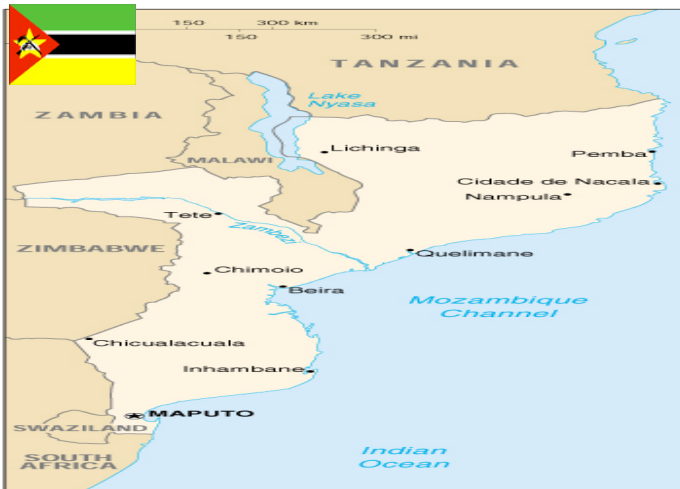 150 300 km
150 300 mi
TANZANIA
Lake
Nyasa
ZAMBIA
MALAWI
Lichinga
Pemba
Cidade de Nacala
Nampula
Tete
Zambezi
ZIMBABWE
Quelimane
Chimoio
Beira
Mozambique
Channel
Chicualacuala
Inhambane
MAPUTO
SWAZILAND
SOUTH
AFRICA
Indian
Ocean